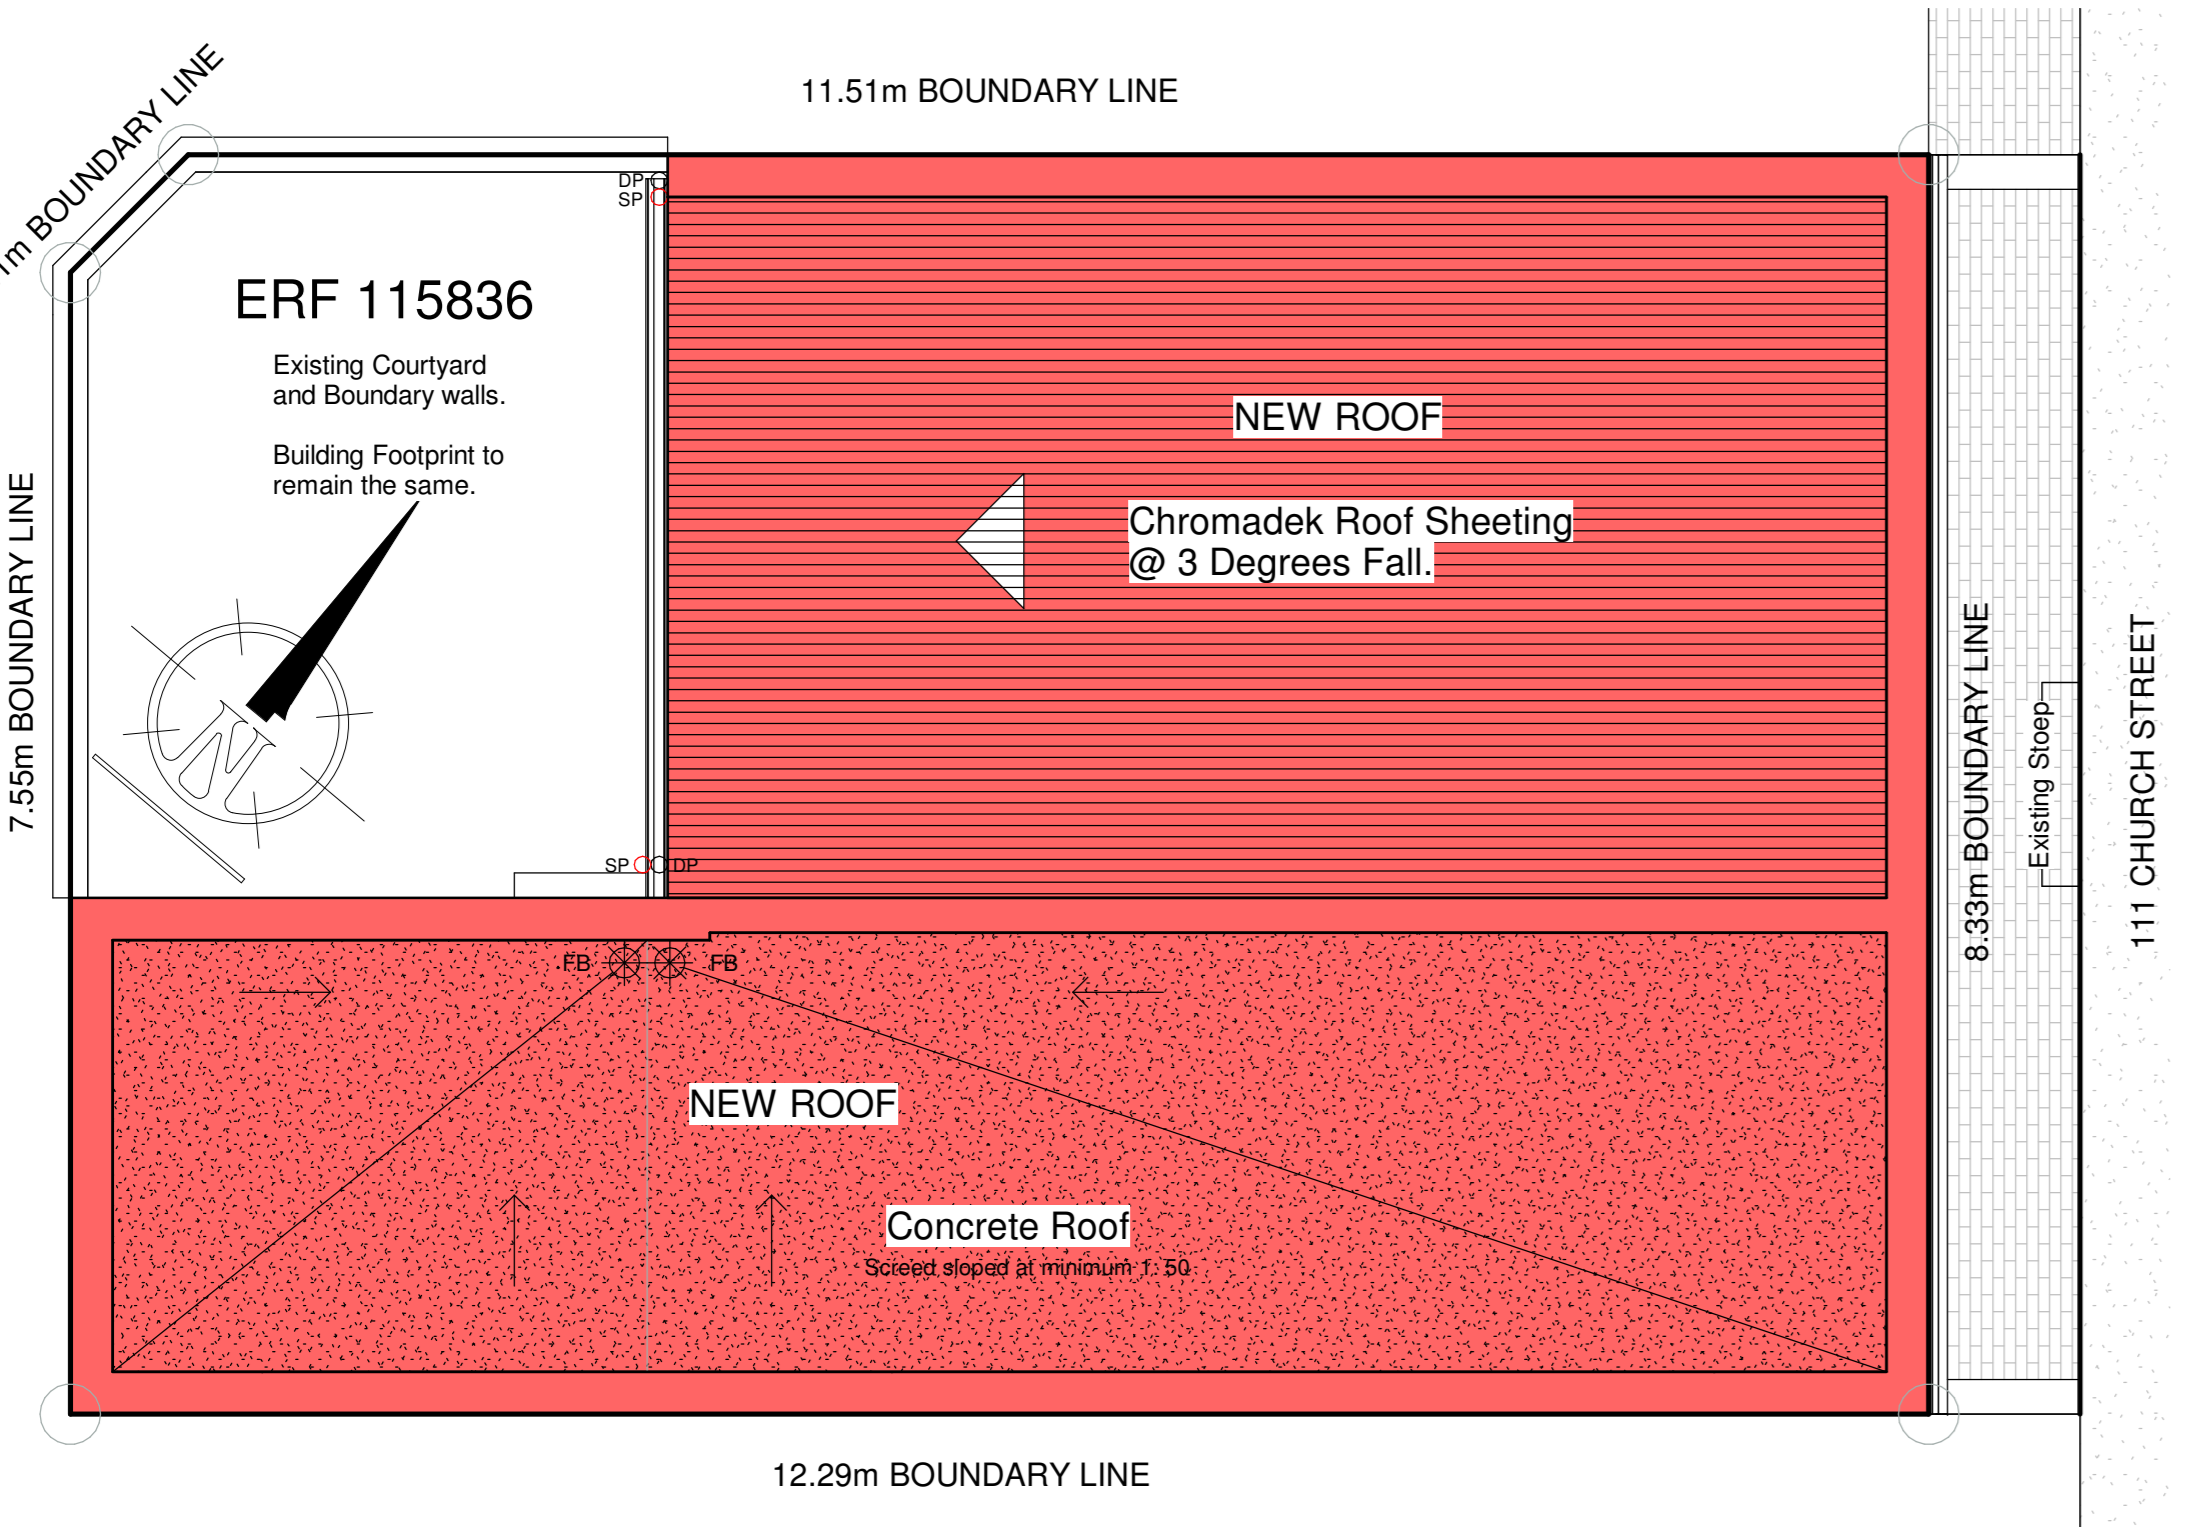 11.51m BOUNDARY LINE
1m BOUNDARY LINE
DP
SP
ERF 115836
Existing Courtyard
and Boundary walls.
Building Footprint to
remain the same.
NEW ROOF
Chromadek Roof Sheeting
@ 3 Degrees Fall.
7.55m BOUNDARY LINE
N
SP
DP
8.33m BOUNDARY LINE
Existing Stoep
111 CHURCH STREET
FB
FB
NEW ROOF
Concrete Roof
Screed sloped at minimum 1: 50
12.29m BOUNDARY LINE